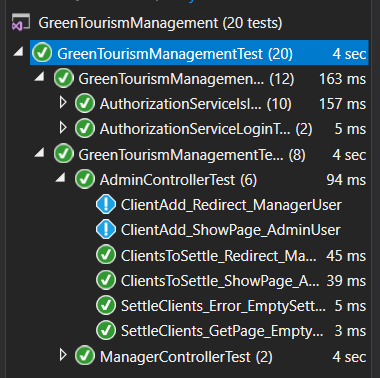 GreenTourismManagement (20 tests)
GreenTourismManagementTest (20) 4 sec
GreenTourismManagemen... (12) 163 ms
AuthorizationServiceIsI... (10) 157 ms
AuthorizationServiceLoginT... (2) 5 ms
GreenTourismManagementTe... (8) 4 sec
AdminControllerTest (6) 94 ms
ClientAdd_Redirect_ManagerUser
ClientAdd_ShowPage_AdminUser
ClientsToSettle_Redirect_Ma... 45 ms
ClientsToSettle_ShowPage_A... 39 ms
SettleClients_Error_EmptySett... 5 ms
SettleClients_GetPage_Empty... 3 ms
ManagerControllerTest (2) 4 sec